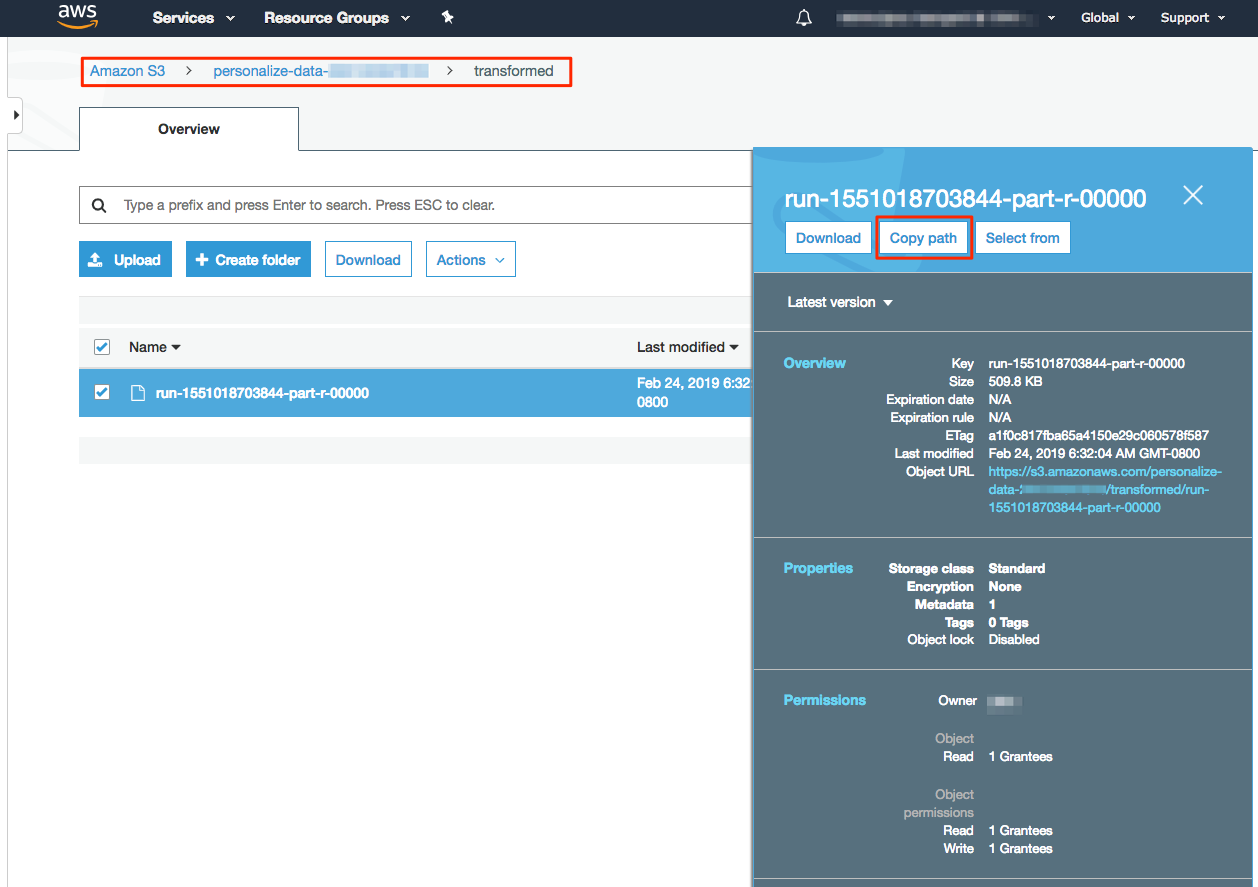 aws Services Resource Groups Global Support
Amazon S3 > personalize-data- > transformed
Overview
Type a prefix and press Enter to search. Press ESC to clear.
Upload + Create folder Download Actions
Name Last modified
run-1551018703844-part-r-00000 Feb 24, 2019 6:32
0800
run-1551018703844-part-r-00000
Download Copy path Select from
Latest version
Overview Key run-1551018703844-part-r-00000
Size 509.8 KB
Expiration date N/A
Expiration rule N/A
ETag a1f0c817fba65a4150e29c060578f587
Last modified Feb 24, 2019 6:32:04 AM GMT-0800
Object URL https://s3.amazonaws.com/personalize-
data- /transformed/run-
1551018703844-part-r-00000
Properties Storage class Standard
Encryption None
Metadata 1
Tags 0 Tags
Object lock Disabled
Permissions Owner
Object
Read 1 Grantees
Object
permissions
Read 1 Grantees
Write 1 Grantees